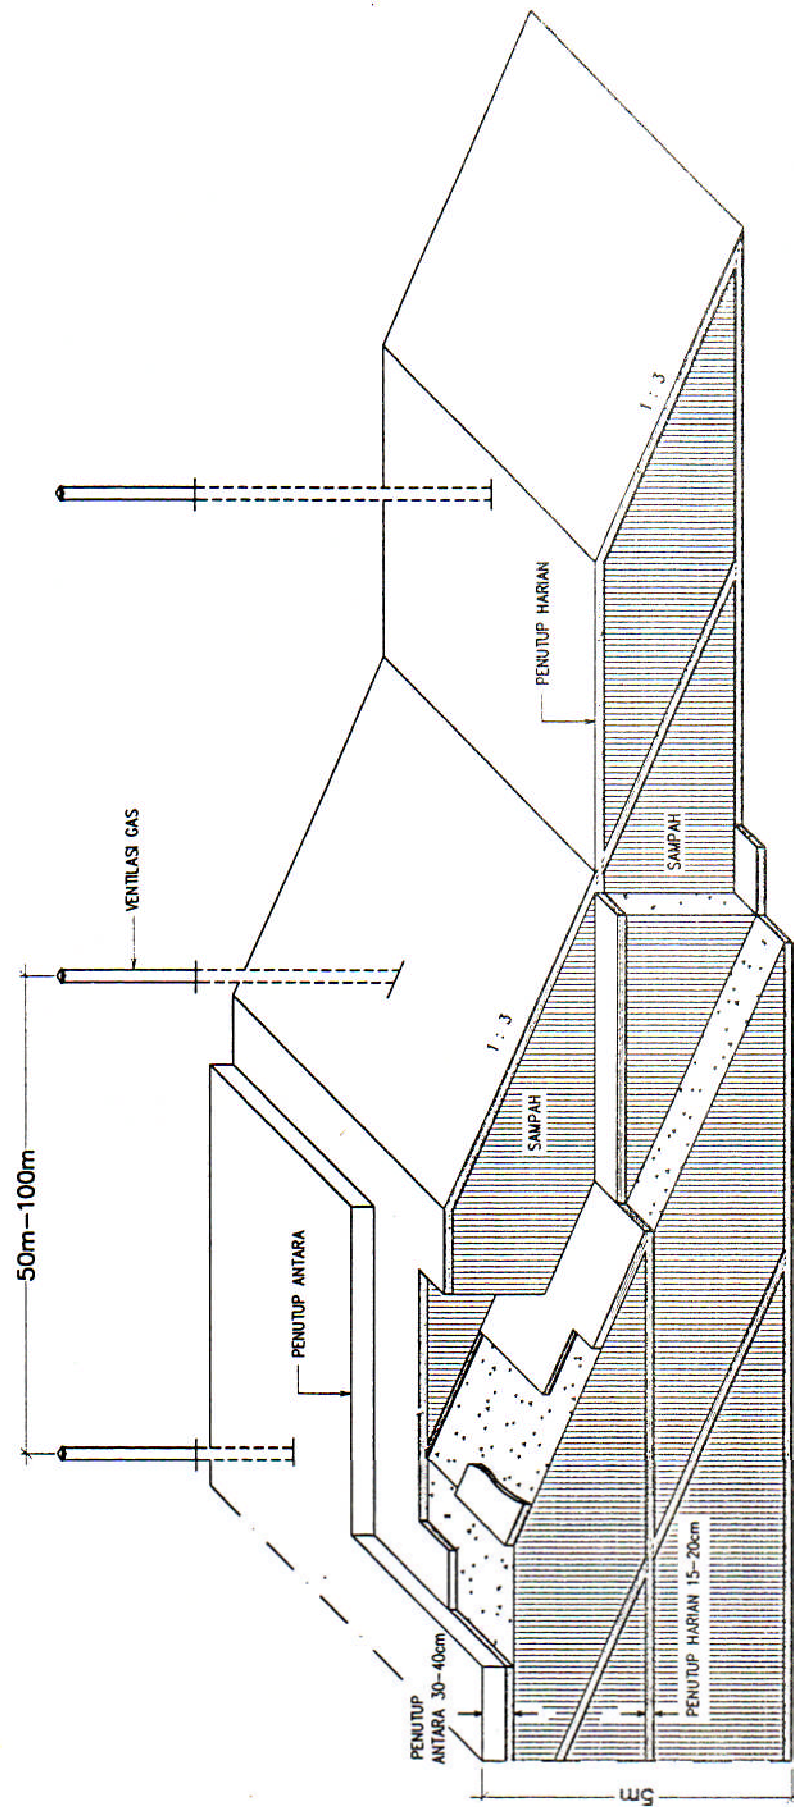 50m-100m
VENTILASI GAS
PENUTUP ANTARA
PENUTUP HARIAN
1 : 3
1 : 3
SAMPAH
SAMPAH
PENUTUP
ANTARA 30-40cm
PENUTUP HARIAN 15-20cm
5m